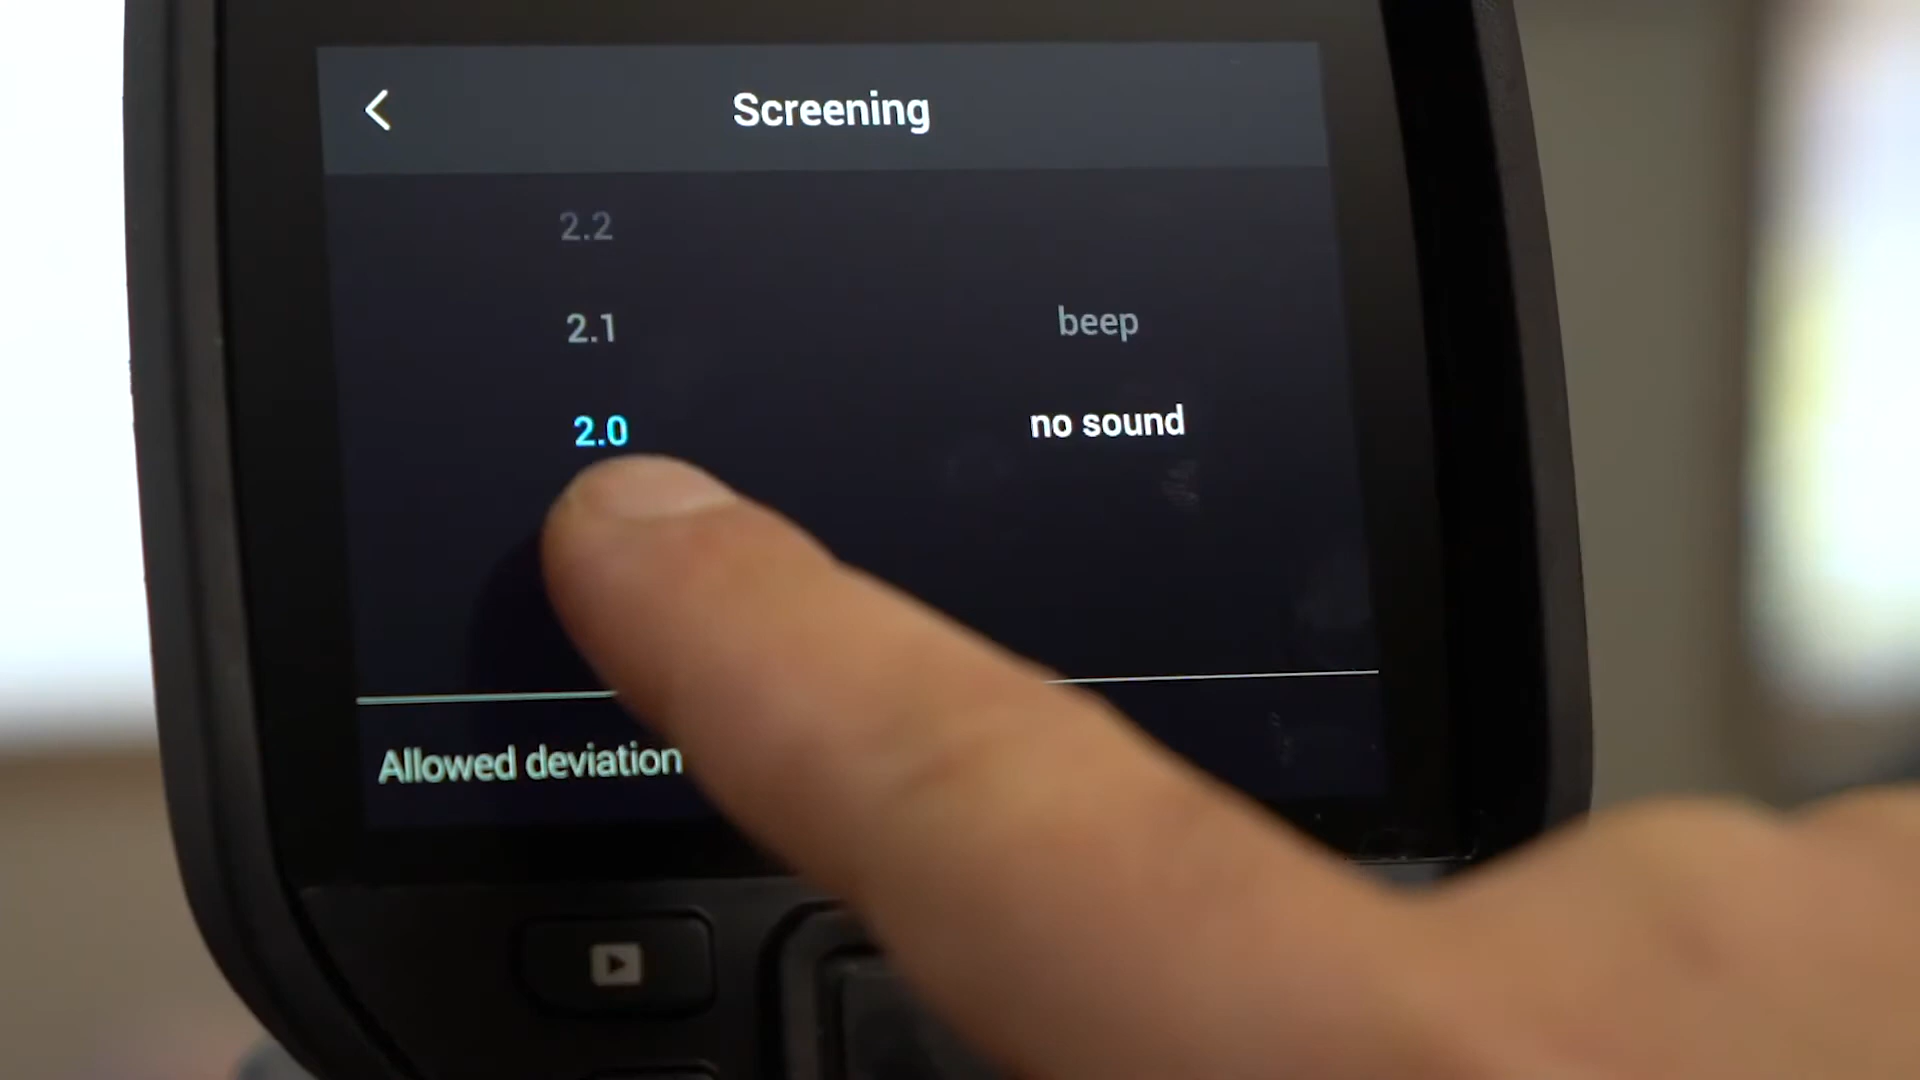 Screening
2.2
2.1
beep
2.0
no sound
Allowed deviation